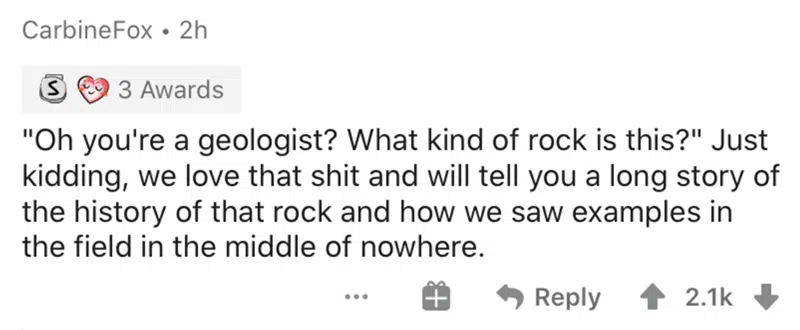 CarbineFox • 2h
S 3 Awards
"Oh you're a geologist? What kind of rock is this?" Just
kidding, we love that shit and will tell you a long story of
the history of that rock and how we saw examples in
the field in the middle of nowhere.
... Reply 2.1k